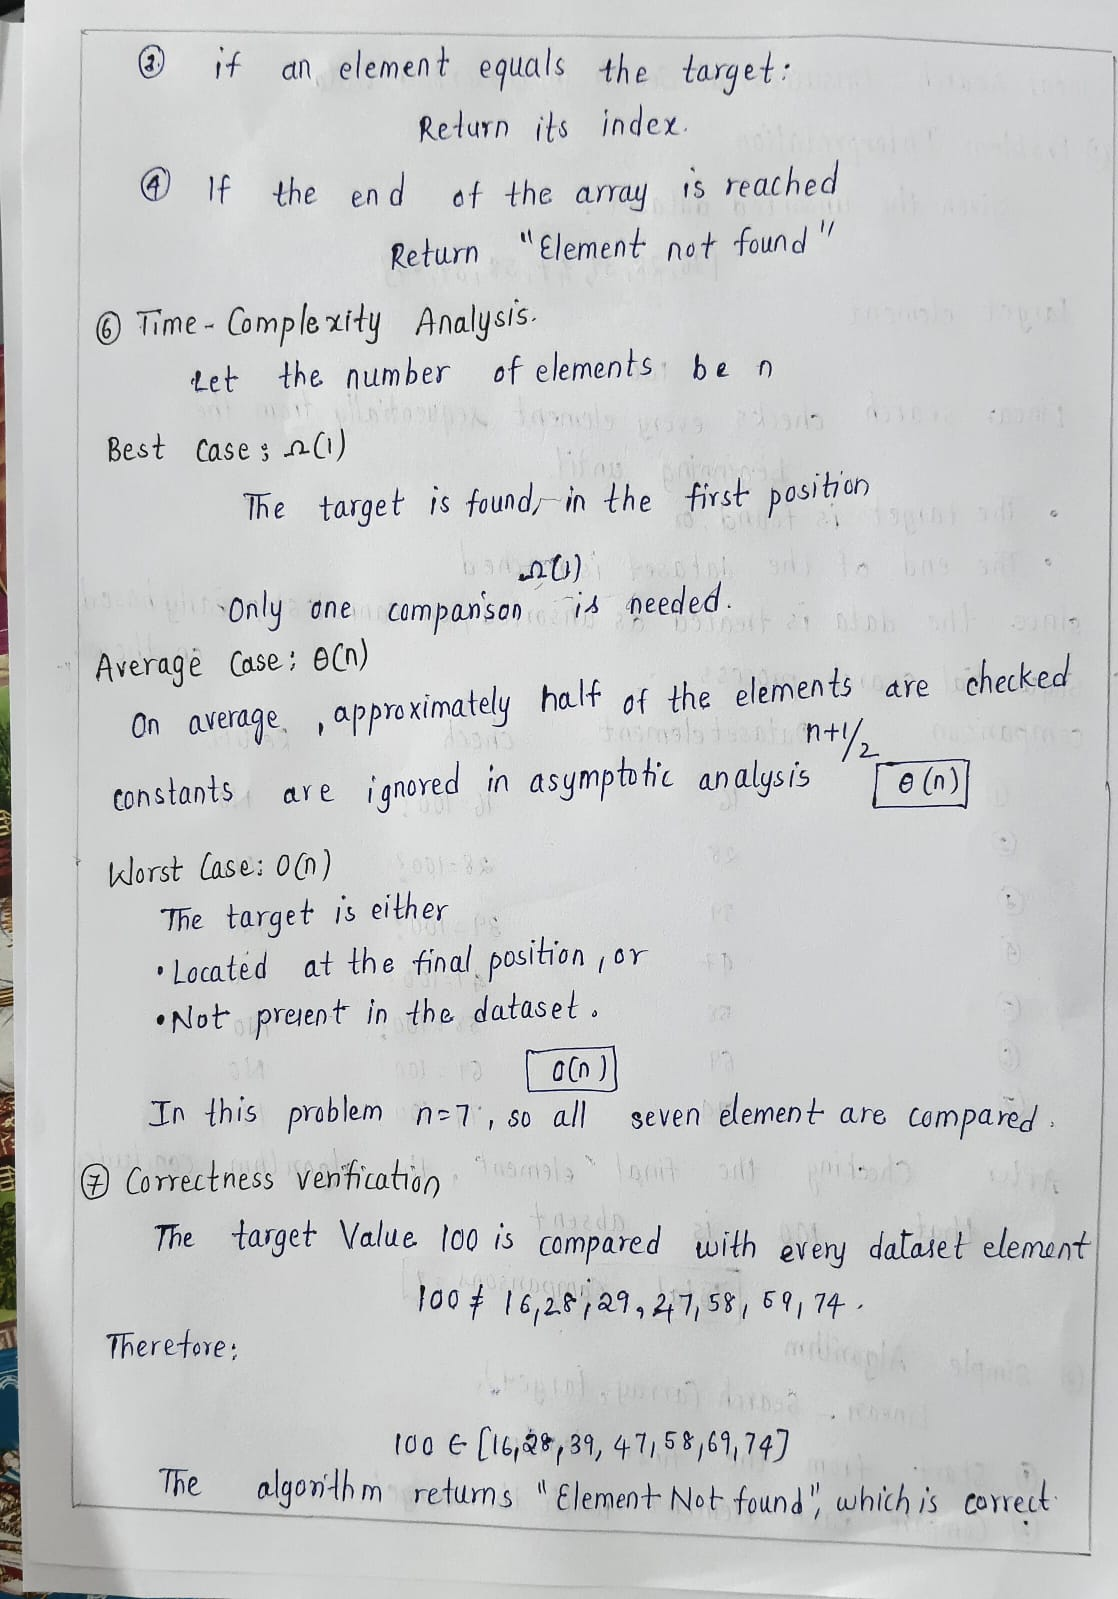 ② if an element equals the target:
Return its index.
④ If the end of the array is reached
Return "Element not found"
⑥ Time - Complexity Analysis.
Let the number of elements be n
Best Case; Ω(1)
The target is found, in the first position
Ω(1)
Only one comparison is needed.
Average Case; θ(n)
On average, approximately half of the elements are checked
n+1/2
constants are ignored in asymptotic analysis θ(n)
Worst Case: O(n)
The target is either
• Located at the final position, or
• Not present in the dataset.
O(n)
In this problem n=7, so all seven element are compared.
⑦ Correctness verification
The target Value 100 is compared with every dataset element
100 ≠ 16, 28, 29, 47, 58, 69, 74.
Therefore;
100 ∈ [16, 28, 39, 47, 58, 69, 74]
The algorithm returns "Element Not found", which is correct.